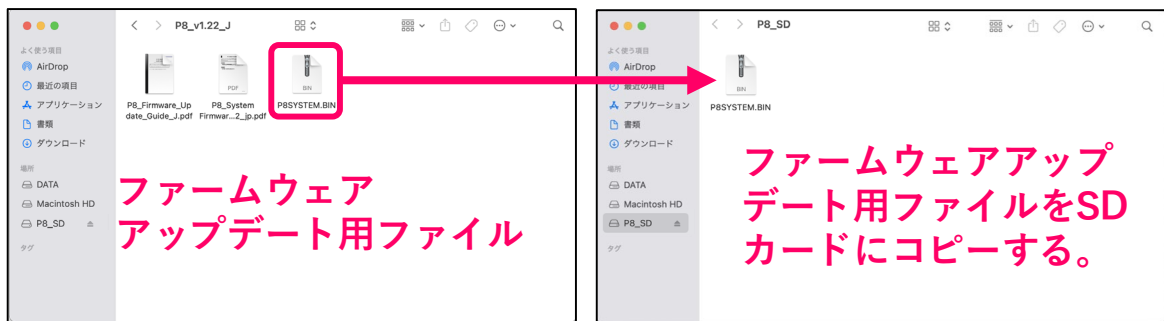 P8_v1.22_J
よく使う項目
AirDrop
最近の項目
アプリケーション
書類
ダウンロード
場所
DATA
Macintosh HD
P8_SD
タグ
PDF
BIN
P8_Firmware_Up
date_Guide_J.pdf
P8_System
Firmwar...2_jp.pdf
P8SYSTEM.BIN
ファームウェア
アップデート用ファイル
P8_SD
よく使う項目
AirDrop
最近の項目
アプリケーション
書類
ダウンロード
場所
DATA
Macintosh HD
P8_SD
タグ
BIN
P8SYSTEM.BIN
ファームウェアアップ
デート用ファイルをSD
カードにコピーする。